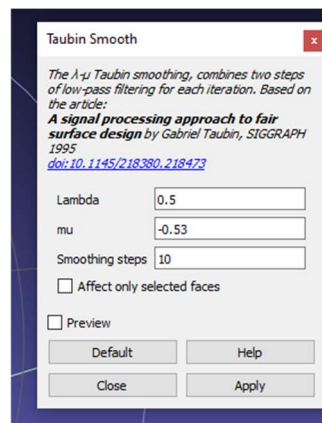 Taubin Smooth
x
The λ-μ Taubin smoothing, combines two steps
of low-pass filtering for each iteration. Based on
the article:
A signal processing approach to fair
surface design by Gabriel Taubin, SIGGRAPH
1995
doi:10.1145/218380.218473
Lambda 0.5
mu -0.53
Smoothing steps 10
Affect only selected faces
Preview
Default Help
Close Apply